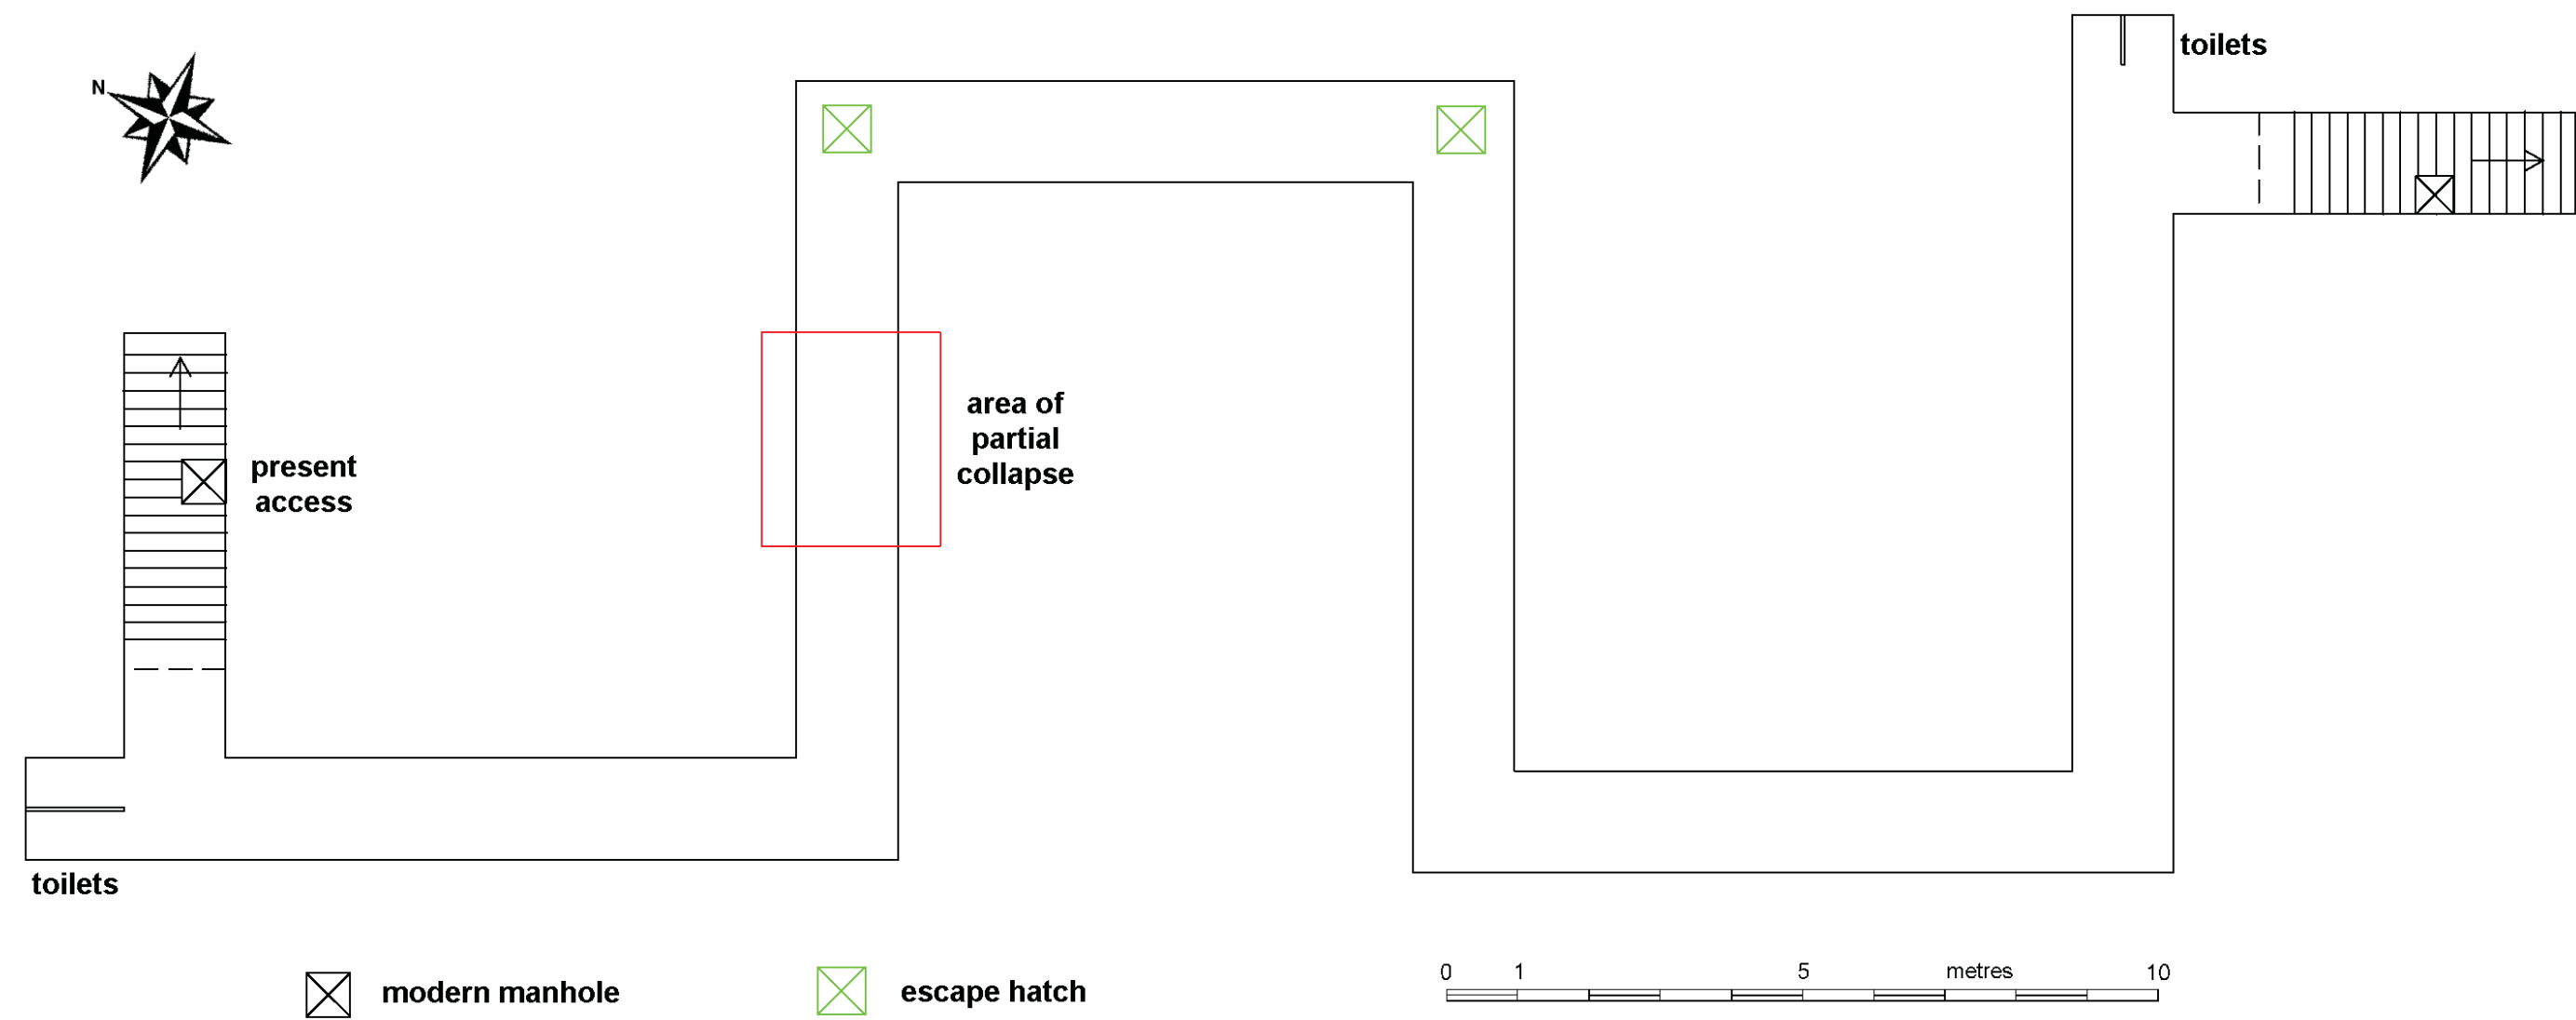 toilets
N
area of
partial
collapse
present
access
toilets
modern manhole
escape hatch
0 1 5 metres 10